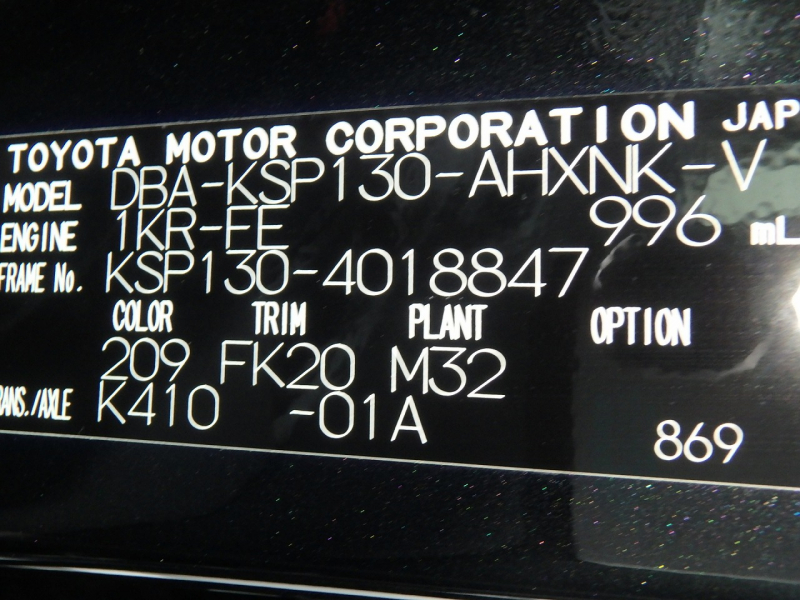 TOYOTA MOTOR CORPORATION JAP
MODEL DBA-KSP130-AHXNK-V
ENGINE 1KR-FE 996 mL
FRAME No. KSP130-4018847
COLOR TRIM PLANT OPTION
209 FK20 M32
RANS./AXLE K410 -01A
869